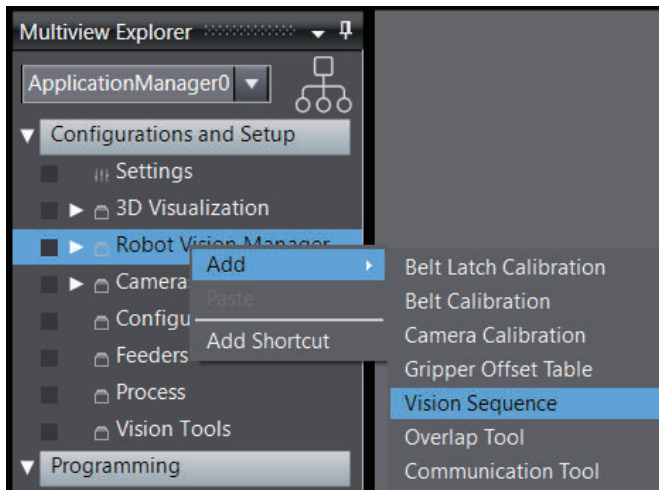 Multiview Explorer
ApplicationManager0
Configurations and Setup
Settings
3D Visualization
Robot Vision Manager
Add
Belt Latch Calibration
Camera
Paste
Belt Calibration
Configu
Add Shortcut
Camera Calibration
Feeders
Gripper Offset Table
Process
Vision Sequence
Vision Tools
Overlap Tool
Programming
Communication Tool